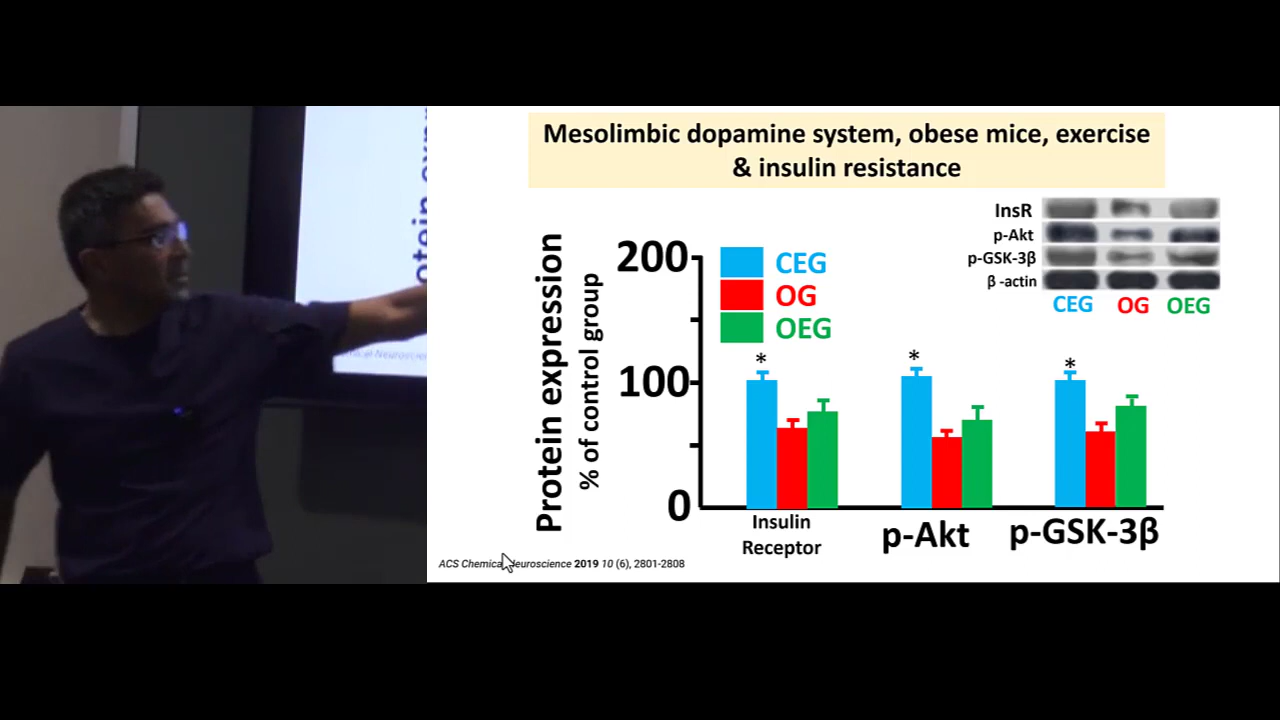 Mesolimbic dopamine system, obese mice, exercise
& insulin resistance
InsR
p-Akt
p-GSK-3β
β -actin
CEG OG OEG
Protein expression
% of control group
200
100
0
CEG
OG
OEG
*
*
*
Insulin
Receptor
p-Akt
p-GSK-3β
ACS Chemical Neuroscience 2019 10 (6), 2801-2808